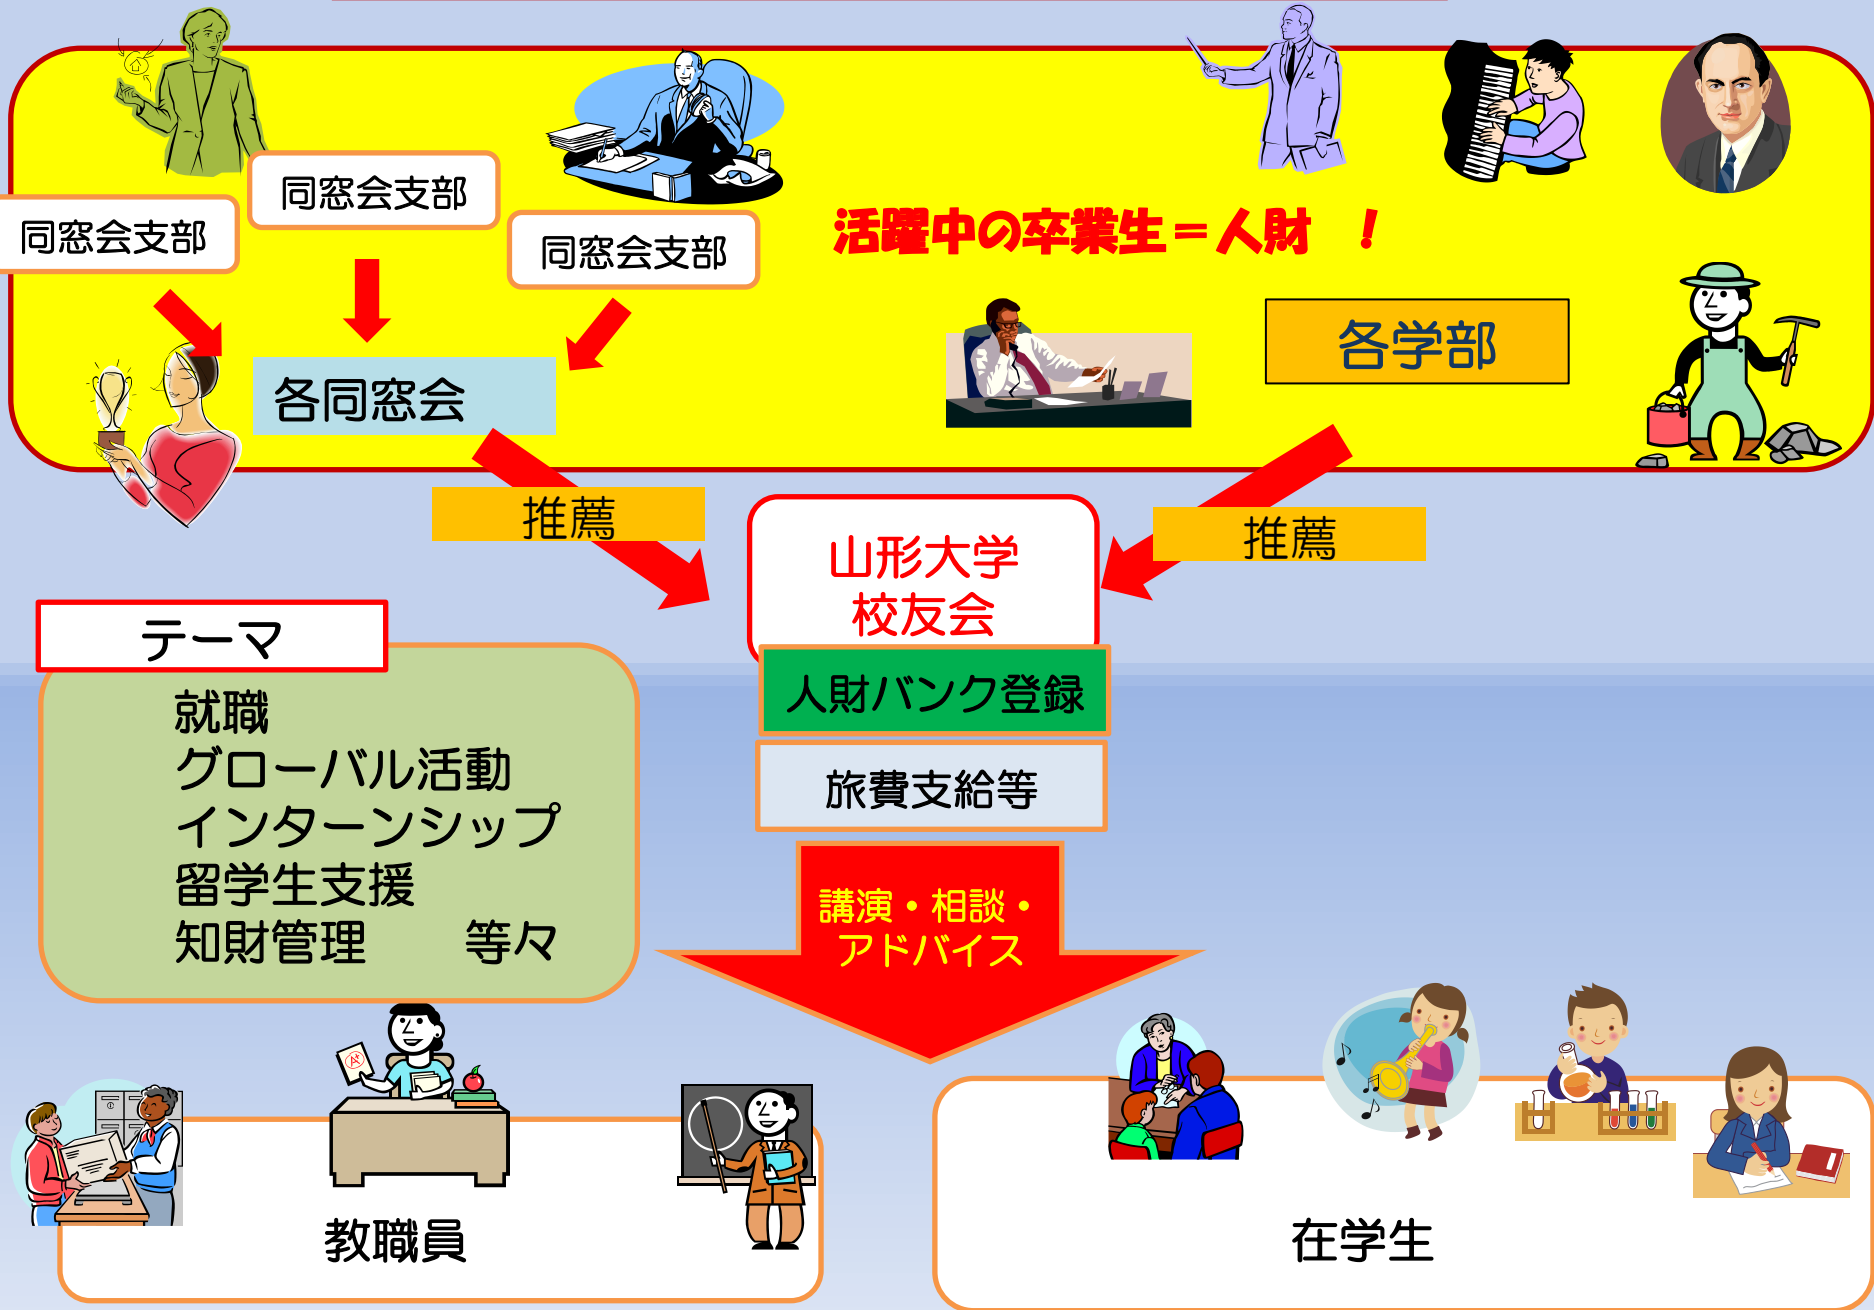 同窓会支部
同窓会支部
同窓会支部
活躍中の卒業生＝人財　！
各学部
各同窓会
推薦
推薦
山形大学
校友会
人財バンク登録
旅費支給等
テーマ
就職
グローバル活動
インターンシップ
留学生支援
知財管理　　等々
講演・相談・
アドバイス
A+
教職員
在学生